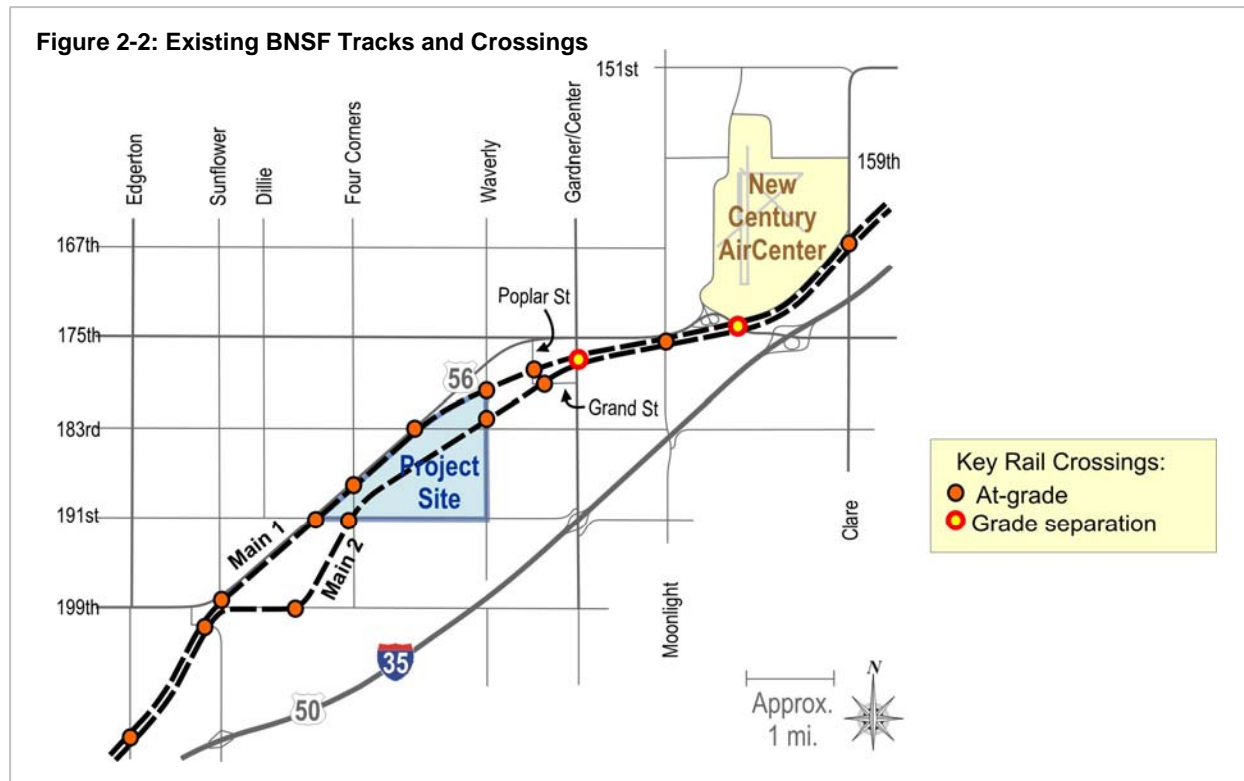 Figure 2-2: Existing BNSF Tracks and Crossings
151st
159th
Edgerton
Sunflower
Dillie
Four Corners
Waverly
Gardner/Center
New
Century
AirCenter
167th
Poplar St
175th
56
Grand St
183rd
Project
Site
191st
Main 1
Main 2
199th
Clare
Moonlight
35
50
Key Rail Crossings:
At-grade
Grade separation
Approx.
1 mi.
N